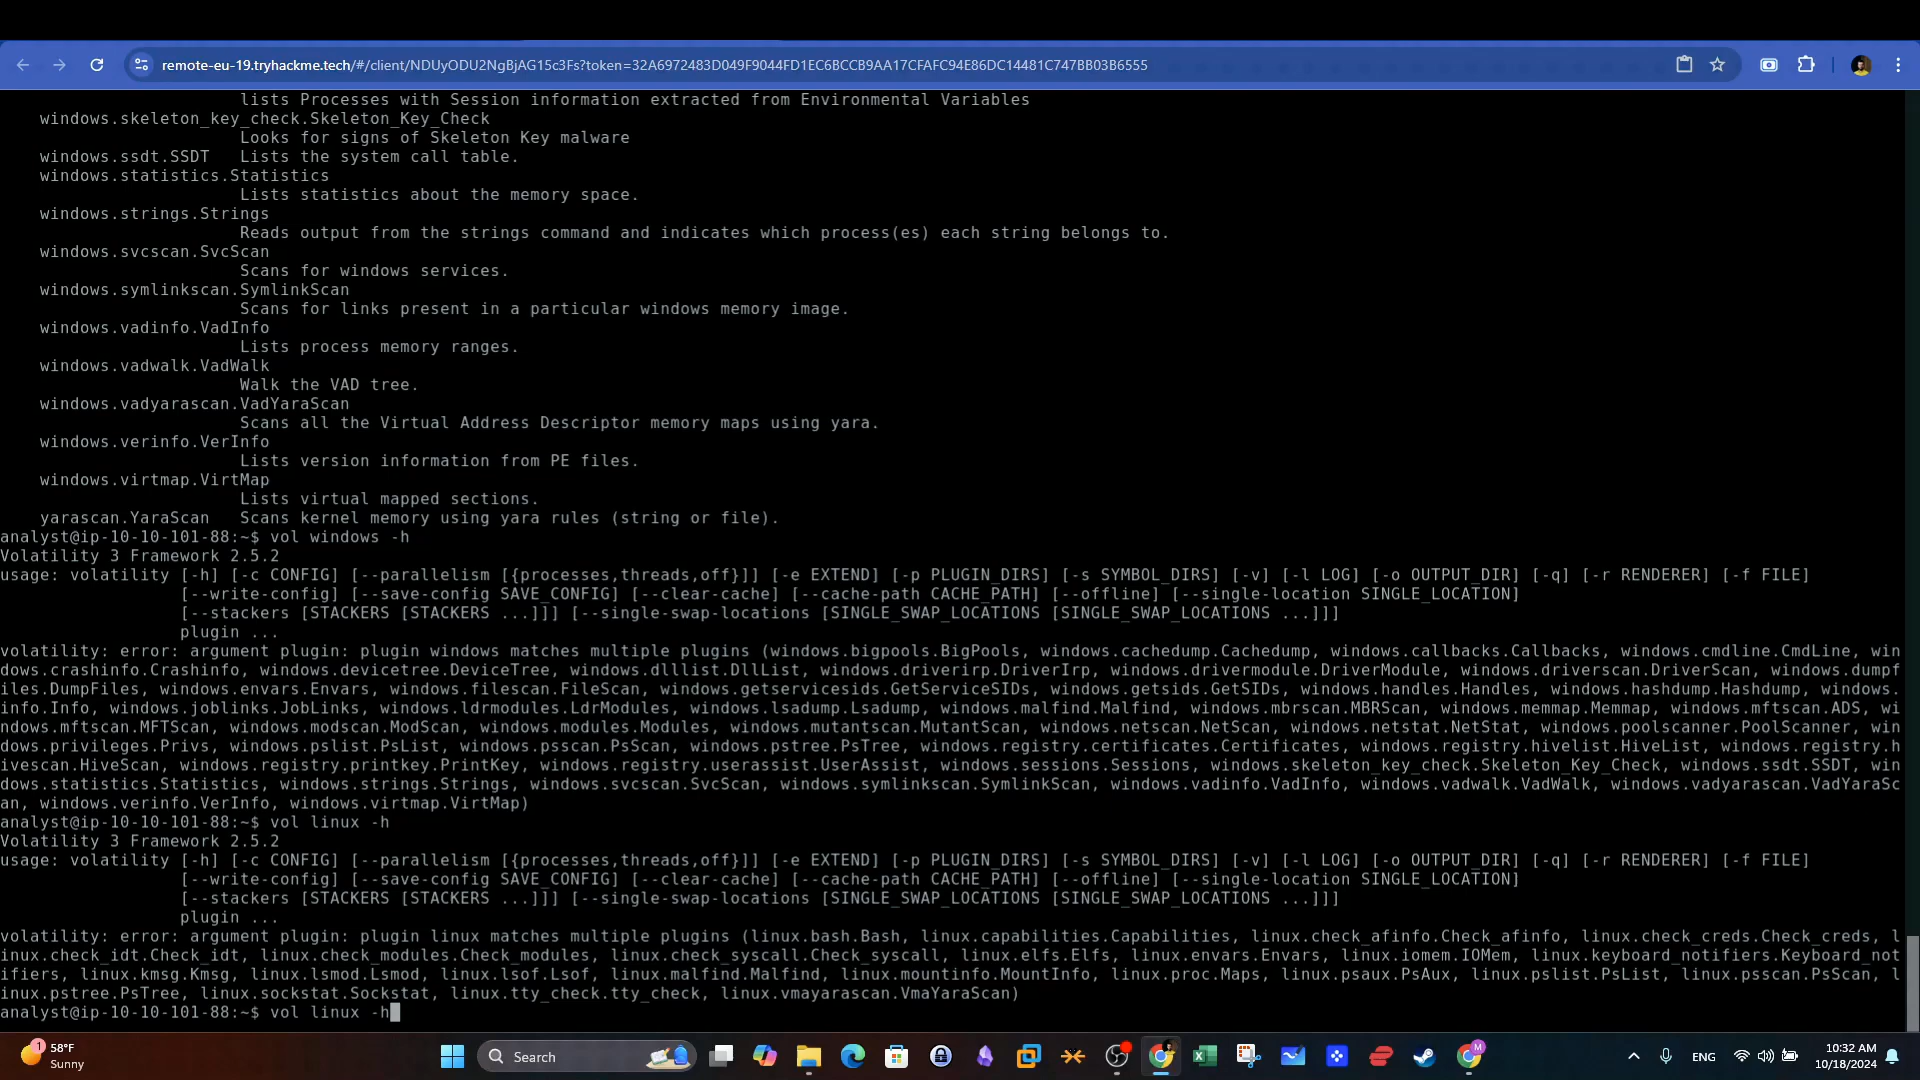 remote-eu-19.tryhackme.tech/#/client/NDUyODU2NgBjAG15c3Fs?token=32A6972483D049F9044FD1EC6BCCB9AA17CFAFC94E86DC14481C747BB03B6555
lists Processes with Session information extracted from Environmental Variables
windows.skeleton_key_check.Skeleton_Key_Check
Looks for signs of Skeleton Key malware
windows.ssdt.SSDT   Lists the system call table.
windows.statistics.Statistics
Lists statistics about the memory space.
windows.strings.Strings
Reads output from the strings command and indicates which process(es) each string belongs to.
windows.svcscan.SvcScan
Scans for windows services.
windows.symlinkscan.SymlinkScan
Scans for links present in a particular windows memory image.
windows.vadinfo.VadInfo
Lists process memory ranges.
windows.vadwalk.VadWalk
Walk the VAD tree.
windows.vadyarascan.VadYaraScan
Scans all the Virtual Address Descriptor memory maps using yara.
windows.verinfo.VerInfo
Lists version information from PE files.
windows.virtmap.VirtMap
Lists virtual mapped sections.
yarascan.YaraScan   Scans kernel memory using yara rules (string or file).
analyst@ip-10-10-101-88:~$ vol windows -h
Volatility 3 Framework 2.5.2
usage: volatility [-h] [-c CONFIG] [--parallelism [{processes,threads,off}]] [-e EXTEND] [-p PLUGIN_DIRS] [-s SYMBOL_DIRS] [-v] [-l LOG] [-o OUTPUT_DIR] [-q] [-r RENDERER] [-f FILE]
[--write-config] [--save-config SAVE_CONFIG] [--clear-cache] [--cache-path CACHE_PATH] [--offline] [--single-location SINGLE_LOCATION]
[--stackers [STACKERS [STACKERS ...]]] [--single-swap-locations [SINGLE_SWAP_LOCATIONS [SINGLE_SWAP_LOCATIONS ...]]]
plugin ...
volatility: error: argument plugin: plugin windows matches multiple plugins (windows.bigpools.BigPools, windows.cachedump.Cachedump, windows.callbacks.Callbacks, windows.cmdline.CmdLine, win
dows.crashinfo.Crashinfo, windows.devicetree.DeviceTree, windows.dlllist.DllList, windows.driverirp.DriverIrp, windows.drivermodule.DriverModule, windows.driverscan.DriverScan, windows.dumpf
iles.DumpFiles, windows.envars.Envars, windows.filescan.FileScan, windows.getservicesids.GetServiceSIDs, windows.getsids.GetSIDs, windows.handles.Handles, windows.hashdump.Hashdump, windows.
info.Info, windows.joblinks.JobLinks, windows.ldrmodules.LdrModules, windows.lsadump.Lsadump, windows.malfind.Malfind, windows.mbrscan.MBRScan, windows.memmap.Memmap, windows.mftscan.ADS, wi
ndows.mftscan.MFTScan, windows.modscan.ModScan, windows.modules.Modules, windows.mutantscan.MutantScan, windows.netscan.NetScan, windows.netstat.NetStat, windows.poolscanner.PoolScanner, win
dows.privileges.Privs, windows.pslist.PsList, windows.psscan.PsScan, windows.pstree.PsTree, windows.registry.certificates.Certificates, windows.registry.hivelist.HiveList, windows.registry.h
ivescan.HiveScan, windows.registry.printkey.PrintKey, windows.registry.userassist.UserAssist, windows.sessions.Sessions, windows.skeleton_key_check.Skeleton_Key_Check, windows.ssdt.SSDT, win
dows.statistics.Statistics, windows.strings.Strings, windows.svcscan.SvcScan, windows.symlinkscan.SymlinkScan, windows.vadinfo.VadInfo, windows.vadwalk.VadWalk, windows.vadyarascan.VadYaraSc
an, windows.verinfo.VerInfo, windows.virtmap.VirtMap)
analyst@ip-10-10-101-88:~$ vol linux -h
Volatility 3 Framework 2.5.2
usage: volatility [-h] [-c CONFIG] [--parallelism [{processes,threads,off}]] [-e EXTEND] [-p PLUGIN_DIRS] [-s SYMBOL_DIRS] [-v] [-l LOG] [-o OUTPUT_DIR] [-q] [-r RENDERER] [-f FILE]
[--write-config] [--save-config SAVE_CONFIG] [--clear-cache] [--cache-path CACHE_PATH] [--offline] [--single-location SINGLE_LOCATION]
[--stackers [STACKERS [STACKERS ...]]] [--single-swap-locations [SINGLE_SWAP_LOCATIONS [SINGLE_SWAP_LOCATIONS ...]]]
plugin ...
volatility: error: argument plugin: plugin linux matches multiple plugins (linux.bash.Bash, linux.capabilities.Capabilities, linux.check_afinfo.Check_afinfo, linux.check_creds.Check_creds, l
inux.check_idt.Check_idt, linux.check_modules.Check_modules, linux.check_syscall.Check_syscall, linux.elfs.Elfs, linux.envars.Envars, linux.iomem.IOMem, linux.keyboard_notifiers.Keyboard_not
ifiers, linux.kmsg.Kmsg, linux.lsmod.Lsmod, linux.lsof.Lsof, linux.malfind.Malfind, linux.mountinfo.MountInfo, linux.proc.Maps, linux.psaux.PsAux, linux.pslist.PsList, linux.psscan.PsScan, l
inux.pstree.PsTree, linux.sockstat.Sockstat, linux.tty_check.tty_check, linux.vmayarascan.VmaYaraScan)
analyst@ip-10-10-101-88:~$ vol linux -h
1
58°F
Sunny
Search
M
ENG
10:32 AM
10/18/2024